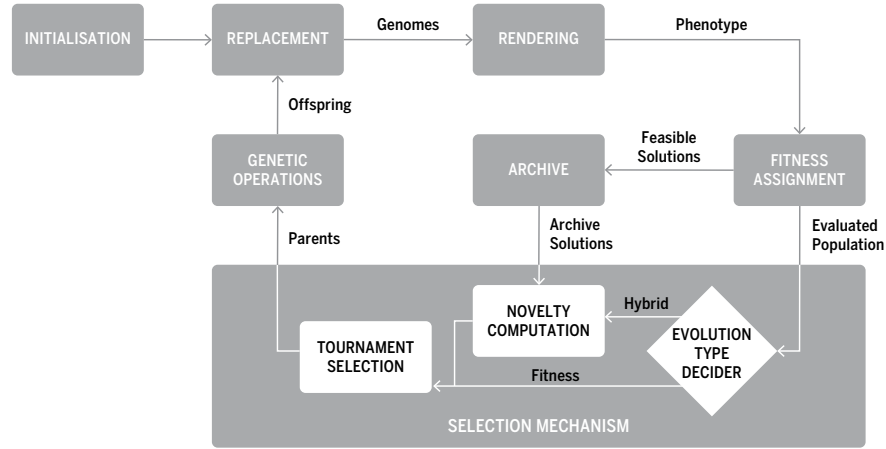 INITIALISATION
REPLACEMENT
Genomes
RENDERING
Phenotype
Offspring
GENETIC
OPERATIONS
ARCHIVE
Feasible
Solutions
FITNESS
ASSIGNMENT
Parents
Archive
Solutions
Evaluated
Population
NOVELTY
COMPUTATION
Hybrid
EVOLUTION
TYPE
DECIDER
TOURNAMENT
SELECTION
Fitness
SELECTION MECHANISM